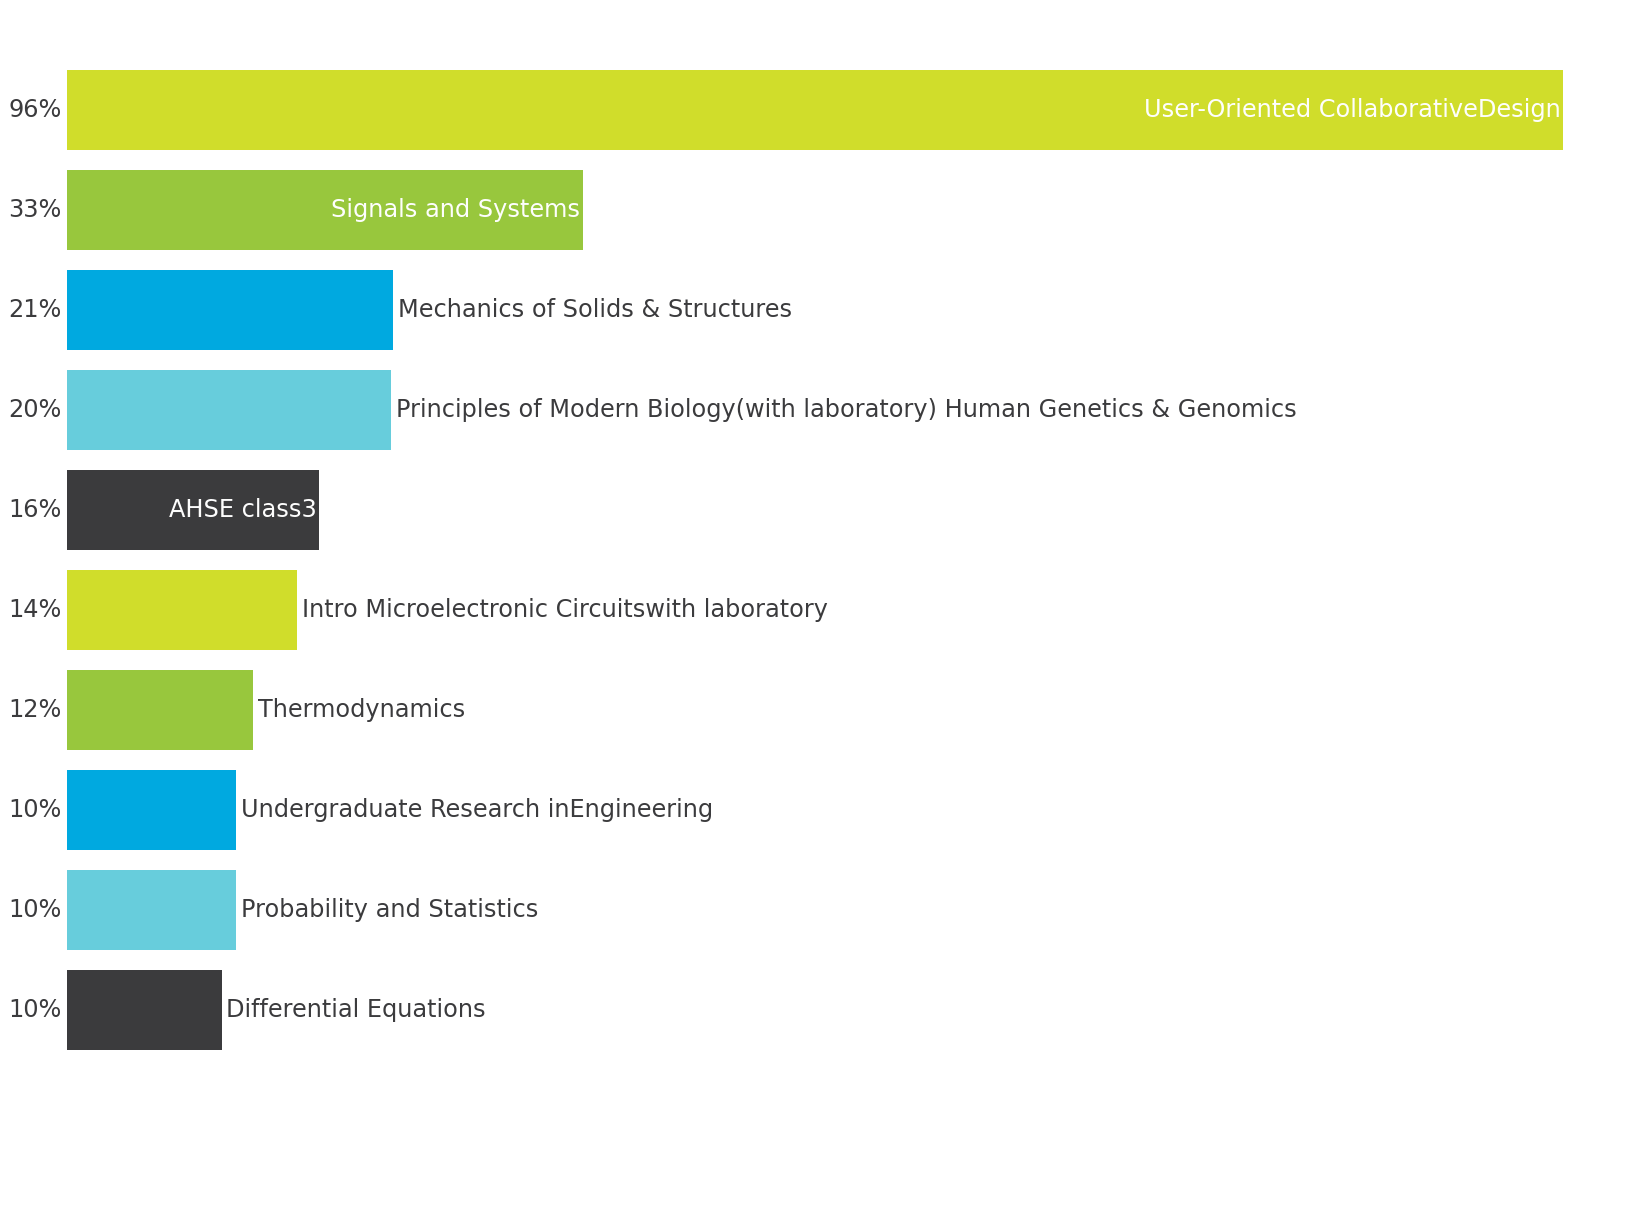 96% User-Oriented CollaborativeDesign
33% Signals and Systems
21% Mechanics of Solids & Structures
20% Principles of Modern Biology(with laboratory) Human Genetics & Genomics
16% AHSE class3
14% Intro Microelectronic Circuitswith laboratory
12% Thermodynamics
10% Undergraduate Research inEngineering
10% Probability and Statistics
10% Differential Equations